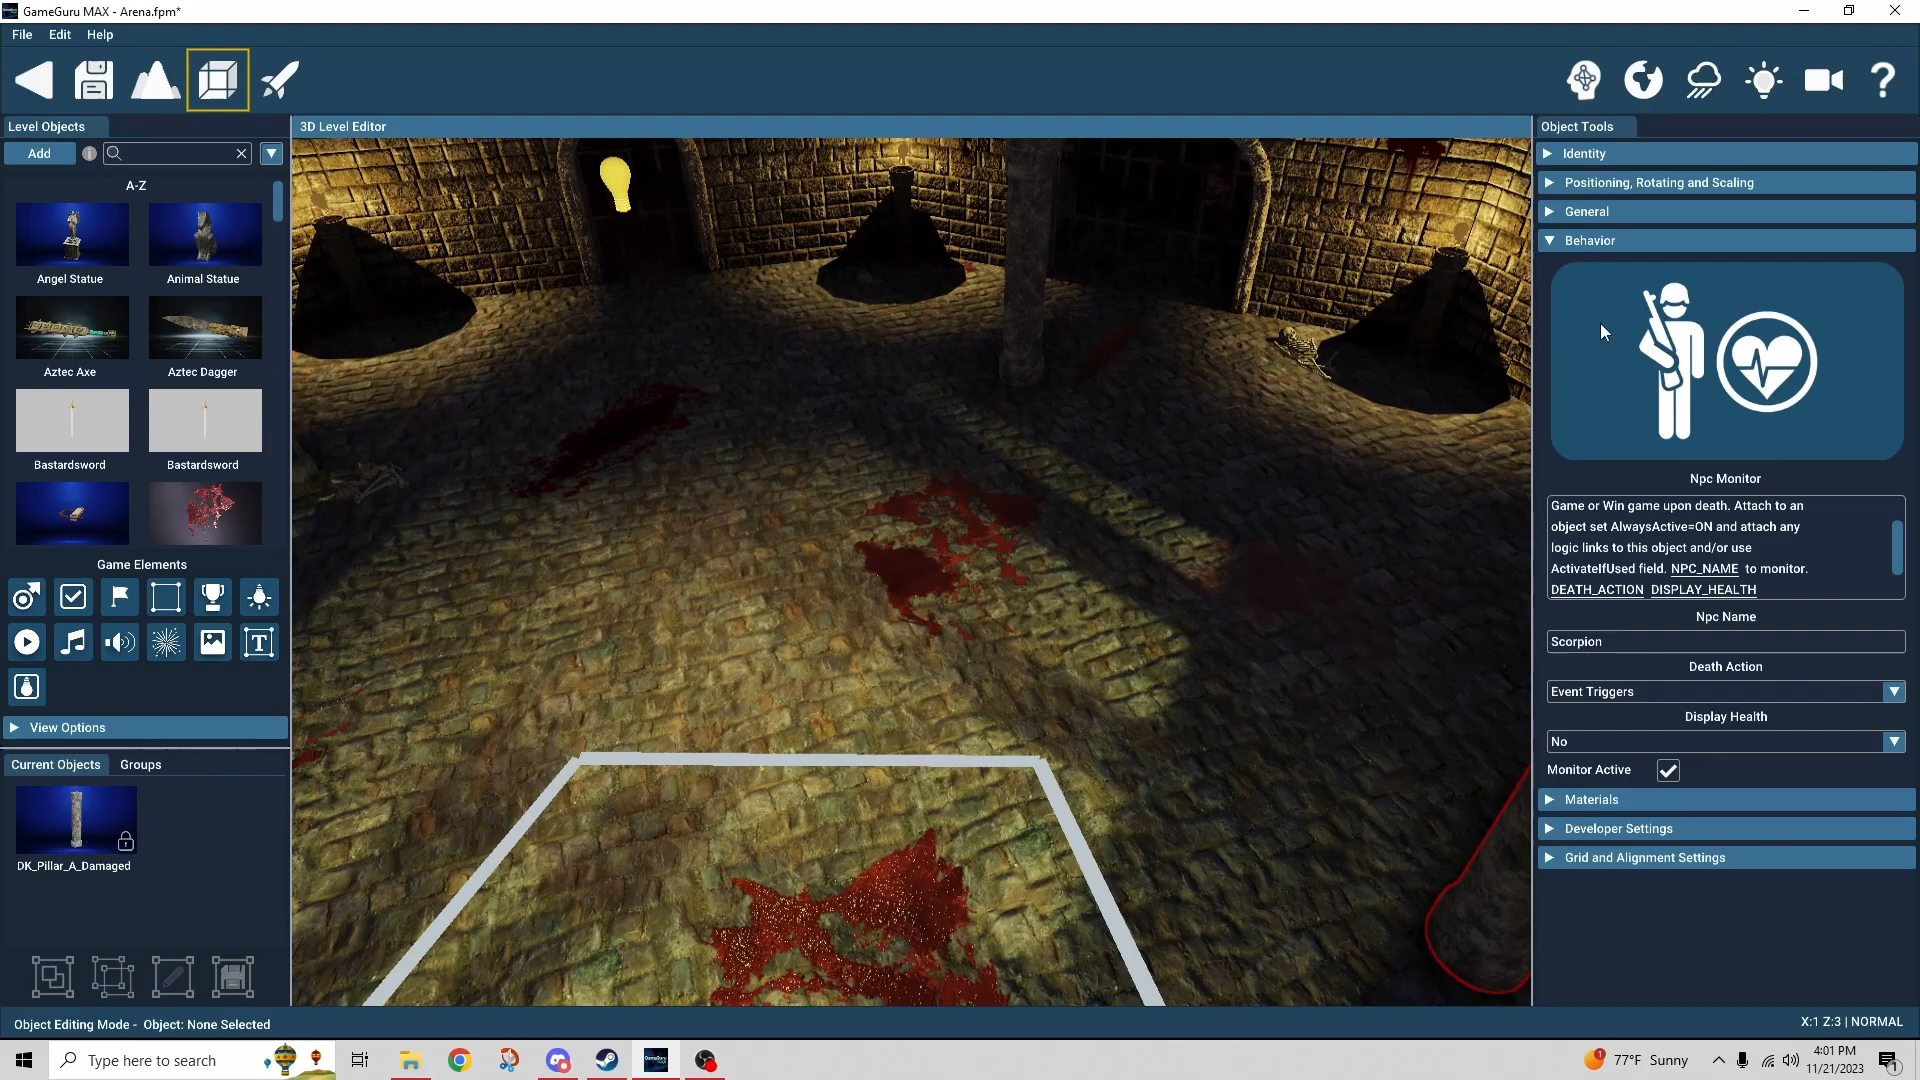 GameGuru MAX - Arena.fpm*
File Edit Help
Level Objects
3D Level Editor
Object Tools
Add
A-Z
Angel Statue Animal Statue
Aztec Axe Aztec Dagger
Bastardsword Bastardsword
Game Elements
T
View Options
Current Objects Groups
DK_Pillar_A_Damaged
Identity
Positioning, Rotating and Scaling
General
Behavior
Npc Monitor
Game or Win game upon death. Attach to an
object set AlwaysActive=ON and attach any
logic links to this object and/or use
ActivateIfUsed field. NPC_NAME to monitor.
DEATH_ACTION DISPLAY_HEALTH
Npc Name
Scorpion
Death Action
Event Triggers
Display Health
No
Monitor Active
Materials
Developer Settings
Grid and Alignment Settings
Object Editing Mode - Object: None Selected
X:1 Z:3 | NORMAL
Type here to search
1
77°F Sunny
4:01 PM
11/21/2023
1